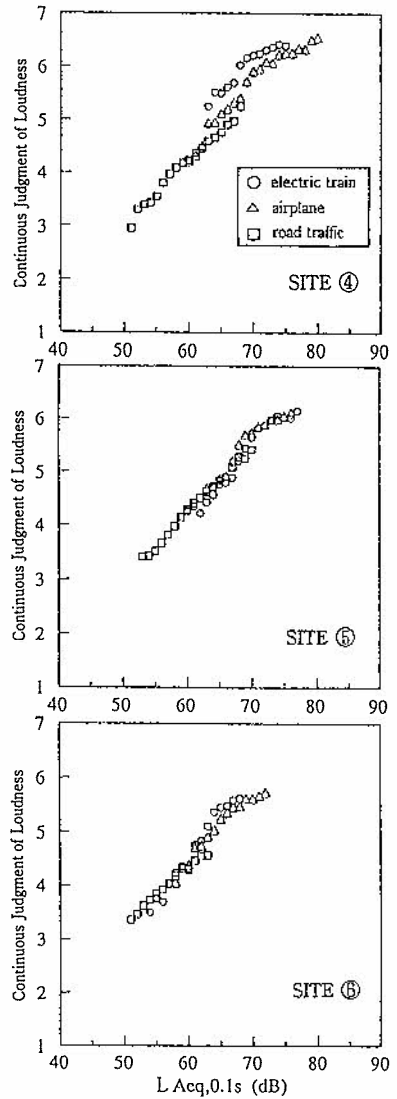 7
6
5
4
3
2
1
Continuous Judgment of Loudness
electric train
airplane
road traffic
SITE ④
40 50 60 70 80 90
7
6
5
4
3
2
1
Continuous Judgment of Loudness
SITE ⑤
40 50 60 70 80 90
7
6
5
4
3
2
1
Continuous Judgment of Loudness
SITE ⑥
40 50 60 70 80 90
L Aeq,0.1s (dB)